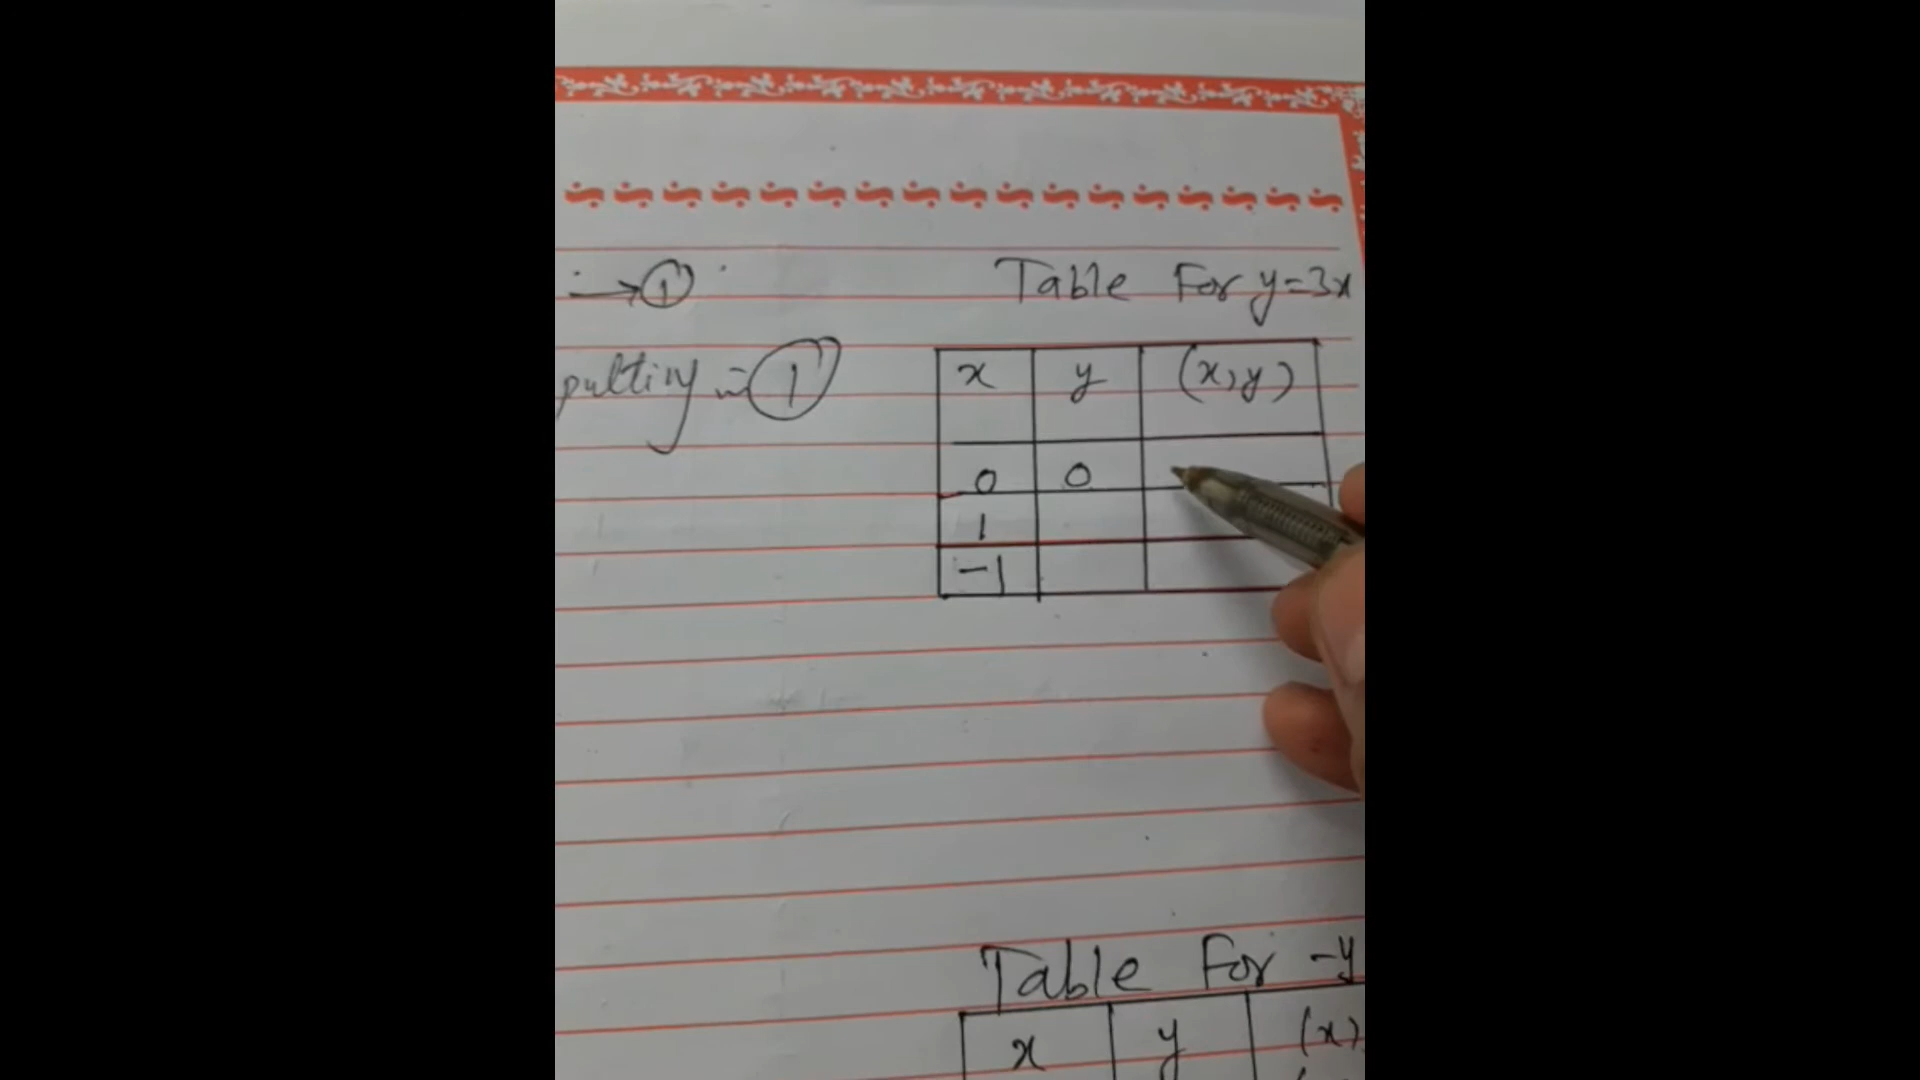 → 1 Table For y=3x
putting in 1
x y (x,y)
0 0
1
-1
Table For -y
x y (x)